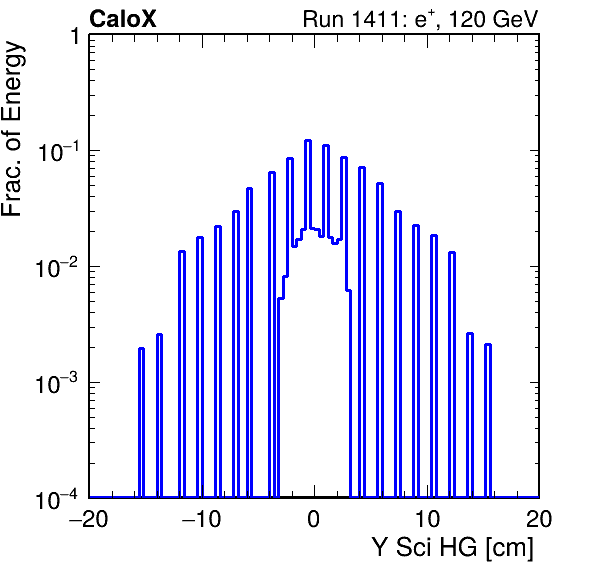 CaloX Run 1411: e⁺, 120 GeV
Frac. of Energy
1
10⁻¹
10⁻²
10⁻³
10⁻⁴
−20 −10 0 10 20
Y Sci HG [cm]